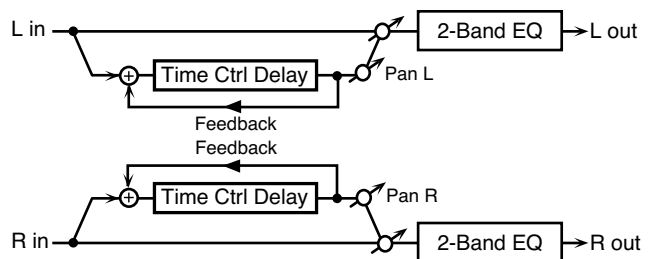 L in
2-Band EQ
L out
Time Ctrl Delay
Pan L
Feedback
Feedback
Time Ctrl Delay
Pan R
R in
2-Band EQ
R out